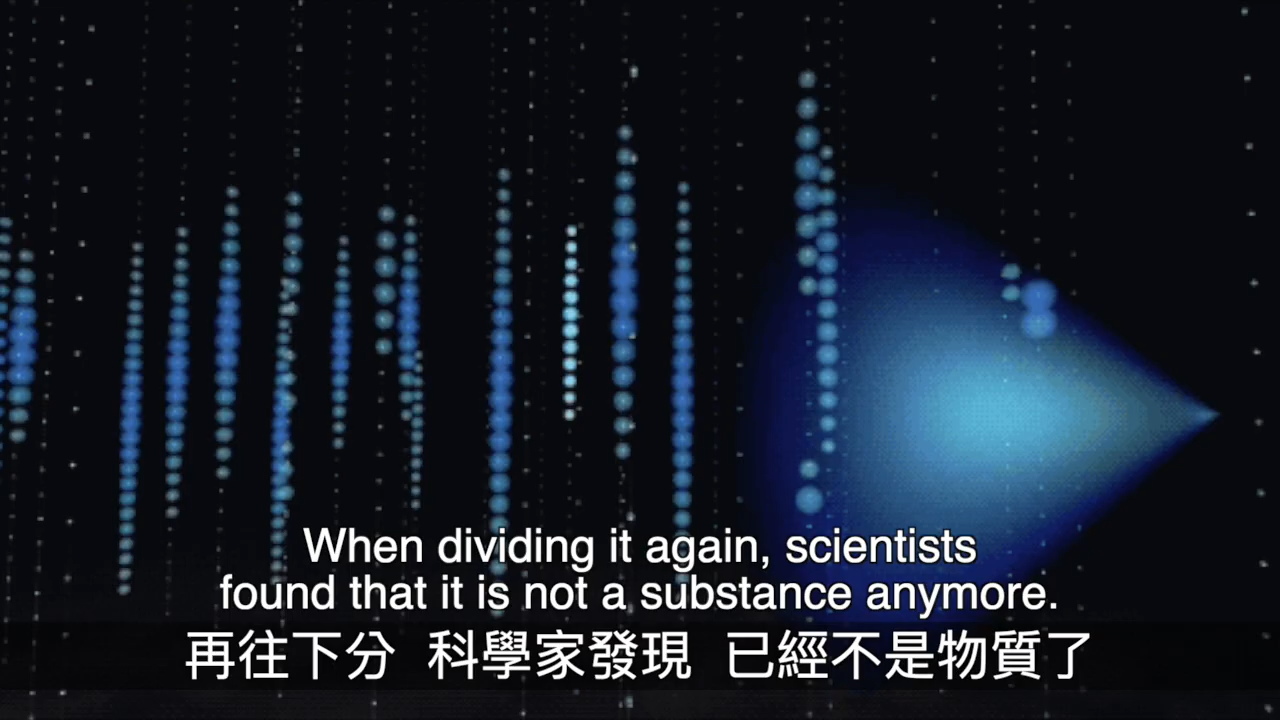 When dividing it again, scientists
found that it is not a substance anymore.
再往下分 科學家發現 已經不是物質了